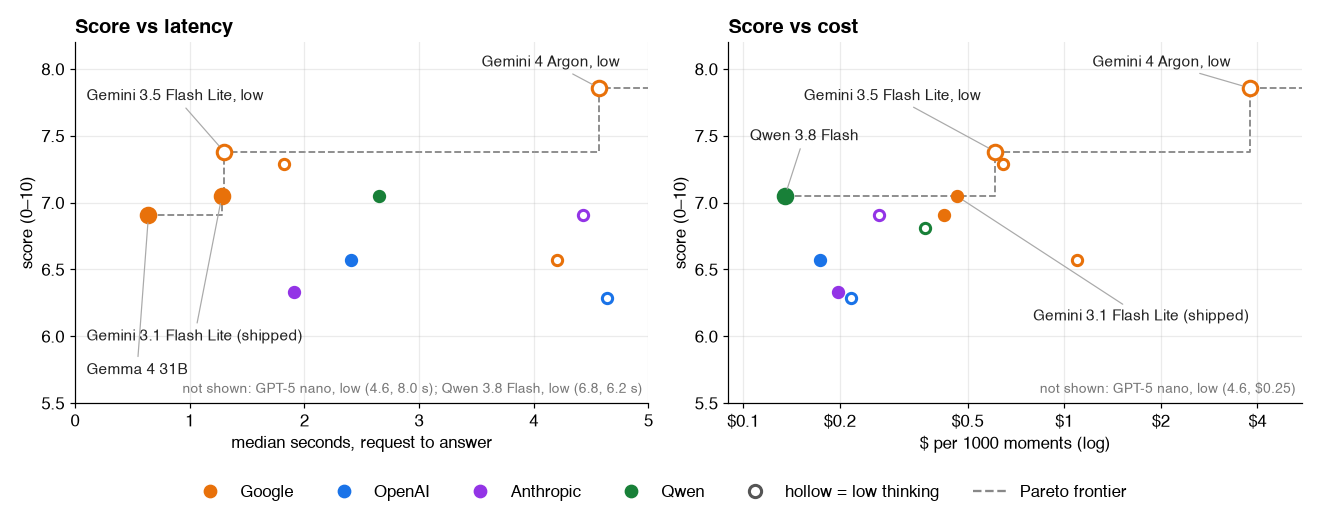 Score vs latency
8.0
7.5
7.0
6.5
6.0
5.5
score (0–10)
Gemini 4 Argon, low
Gemini 3.5 Flash Lite, low
Gemini 3.1 Flash Lite (shipped)
Gemma 4 31B
not shown: GPT-5 nano, low (4.6, 8.0 s); Qwen 3.8 Flash, low (6.8, 6.2 s)
0 1 2 3 4 5
median seconds, request to answer
Score vs cost
8.0
7.5
7.0
6.5
6.0
5.5
score (0–10)
Gemini 4 Argon, low
Gemini 3.5 Flash Lite, low
Qwen 3.8 Flash
Gemini 3.1 Flash Lite (shipped)
not shown: GPT-5 nano, low (4.6, $0.25)
$0.1 $0.2 $0.5 $1 $2 $4
$ per 1000 moments (log)
Google OpenAI Anthropic Qwen hollow = low thinking Pareto frontier